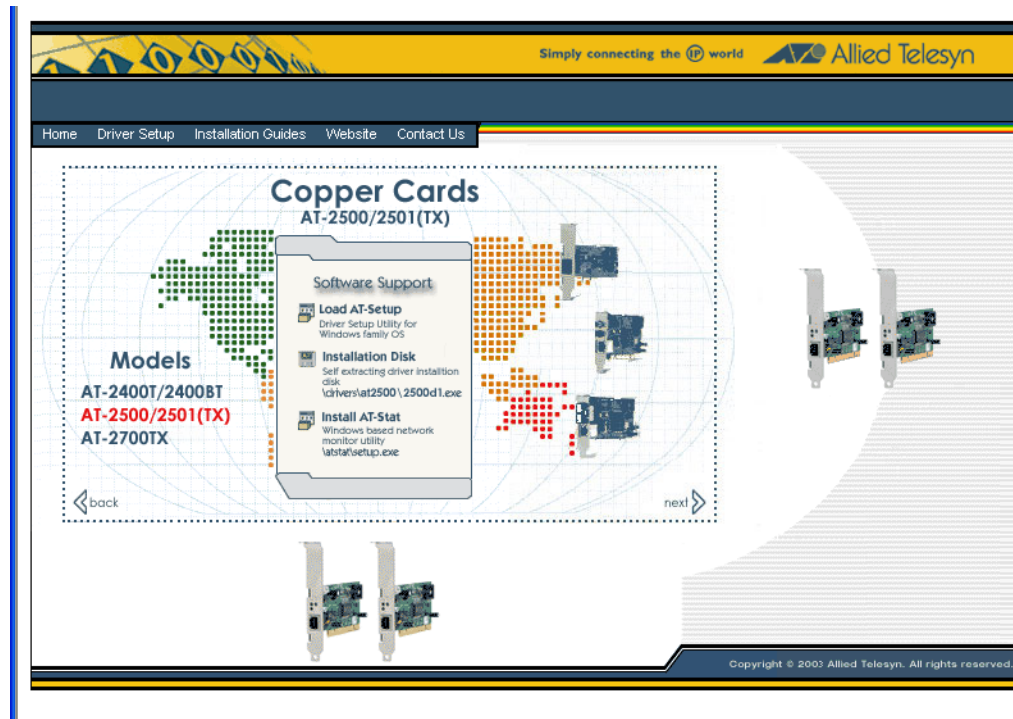 Simply connecting the IP world
Allied Telesyn
Home Driver Setup Installation Guides Website Contact Us
Copper Cards
AT-2500/2501(TX)
Software Support
Load AT-Setup
Driver Setup Utility for
Windows family OS
Installation Disk
Self extracting driver installtion
disk
\drivers\at2500\2500d1.exe
Install AT-Stat
Windows based network
monitor utility
\atstat\setup.exe
Models
AT-2400T/2400BT
AT-2500/2501(TX)
AT-2700TX
back
next
Copyright © 2003 Allied Telesyn. All rights reserved.